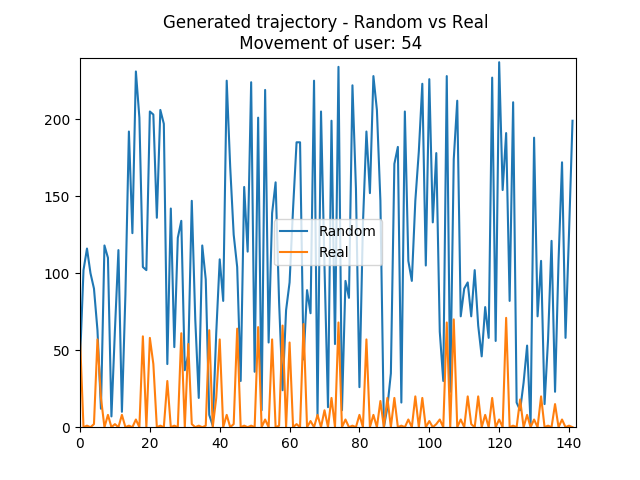 Generated trajectory - Random vs Real
Movement of user: 54
200
150
100
50
0
Random
Real
0 20 40 60 80 100 120 140